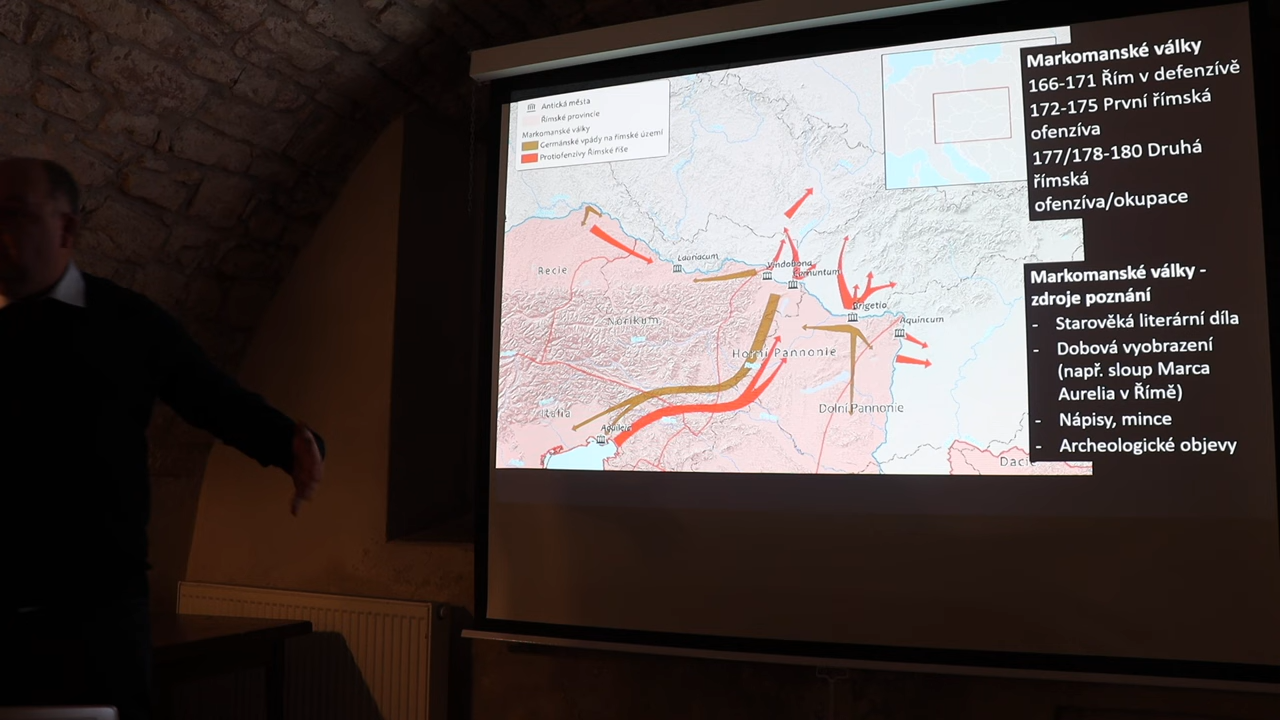 Antická města
Římské provincie
Markomanské války
Germánské vpády na římské území
Protiofenzívy Římské říše
Recie
Lauriacum
Vindobona
Karnuntum
Brigetio
Norikum
Aquincum
Horní Pannonie
Dolní Pannonie
Itálie
Aquileia
Dacie
Markomanské války
166-171 Řím v defenzívě
172-175 První římská
ofenzíva
177/178-180 Druhá
římská
ofenzíva/okupace
Markomanské války -
zdroje poznání
- Starověká literární díla
- Dobová vyobrazení
(např. sloup Marca
Aurelia v Římě)
- Nápisy, mince
- Archeologické objevy